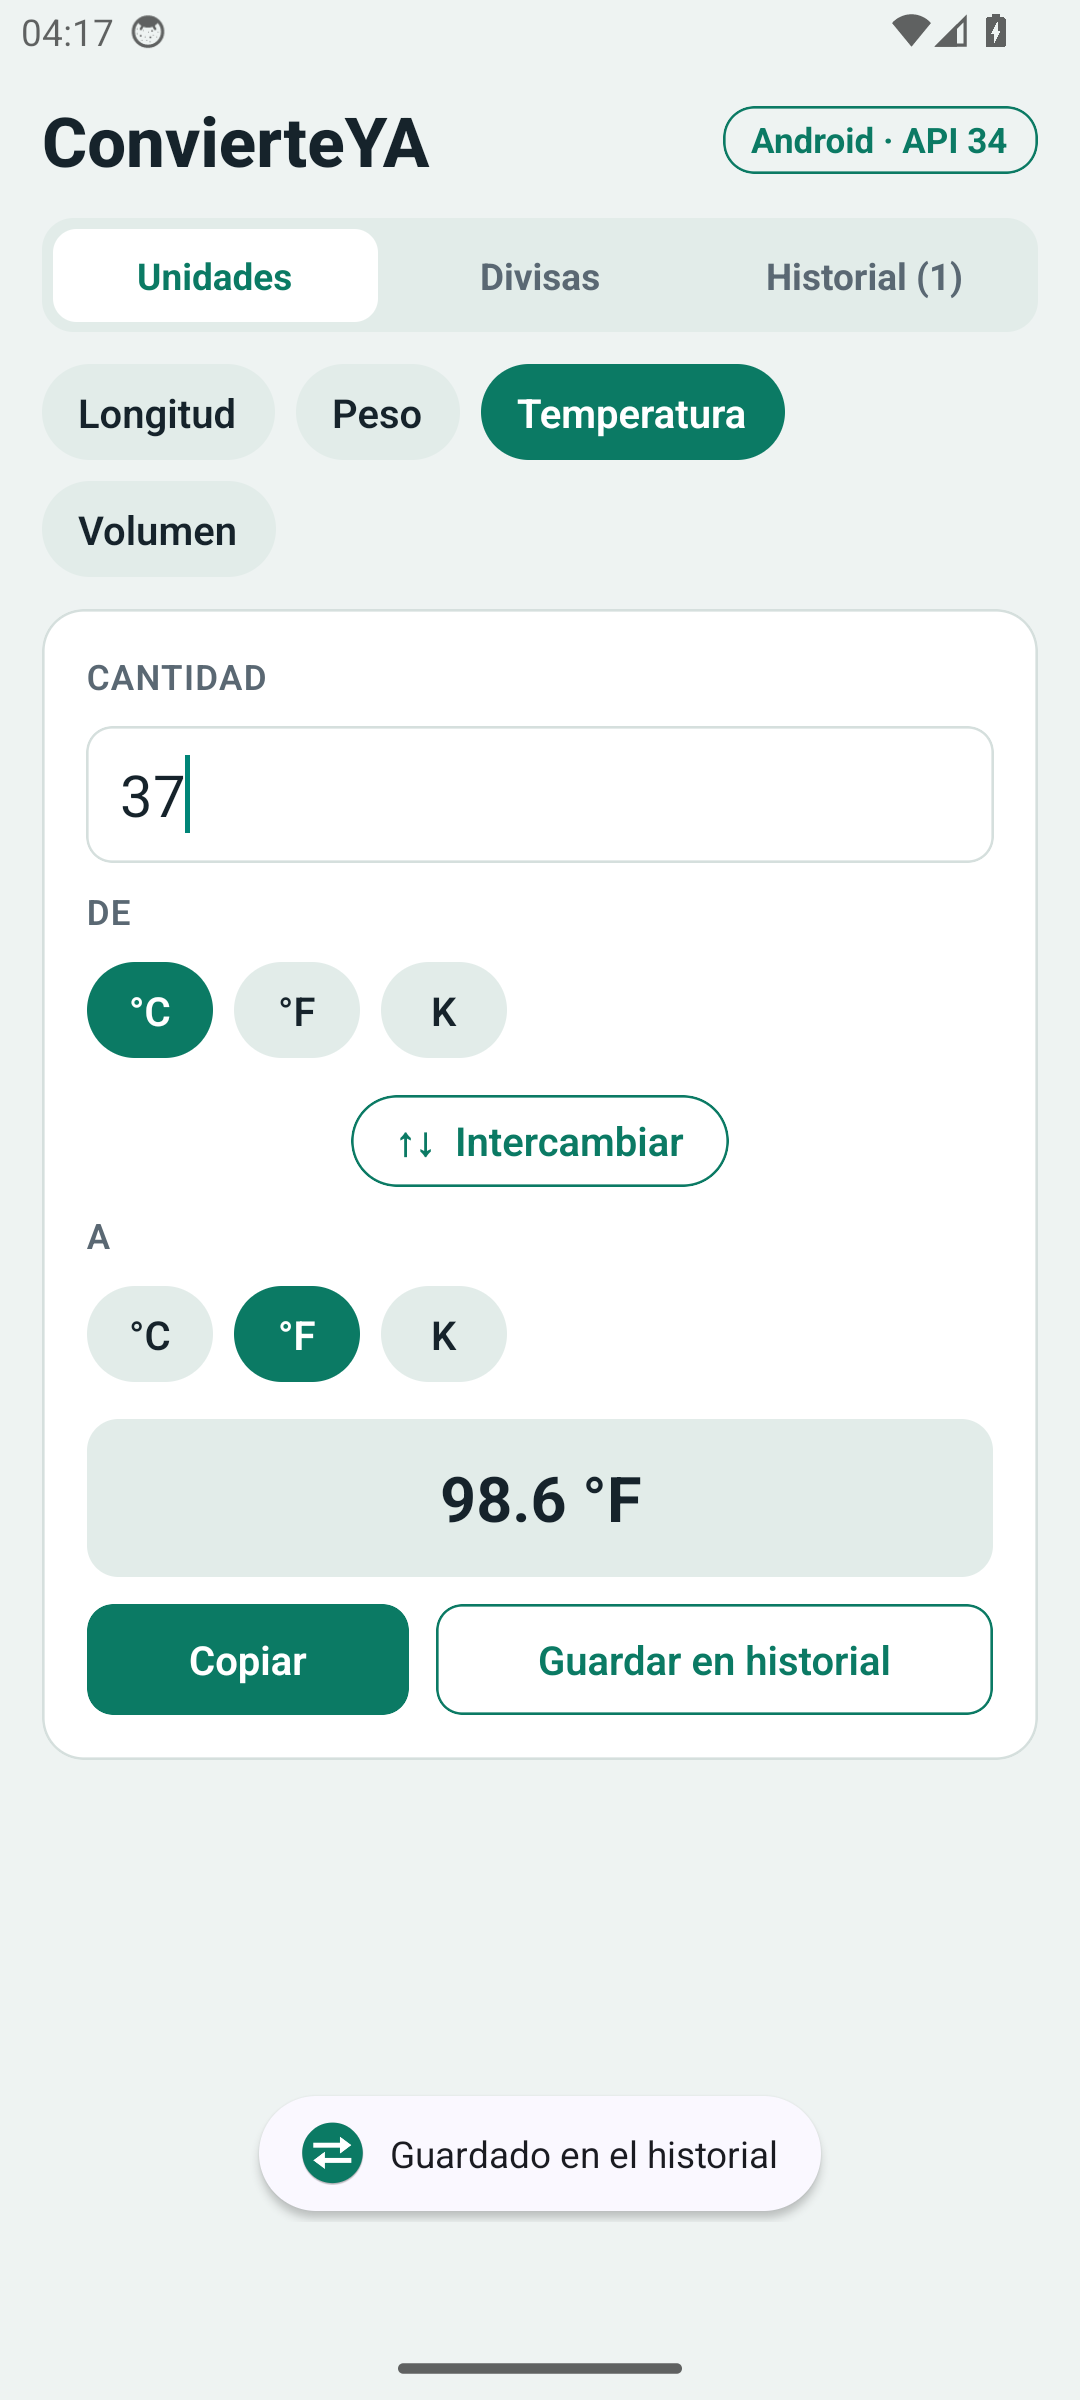 04:17
ConvierteYA
Android · API 34
Unidades
Divisas
Historial (1)
Longitud
Peso
Temperatura
Volumen
CANTIDAD
37
DE
°C
°F
K
↑↓ Intercambiar
A
°C
°F
K
98.6 °F
Copiar
Guardar en historial
Guardado en el historial